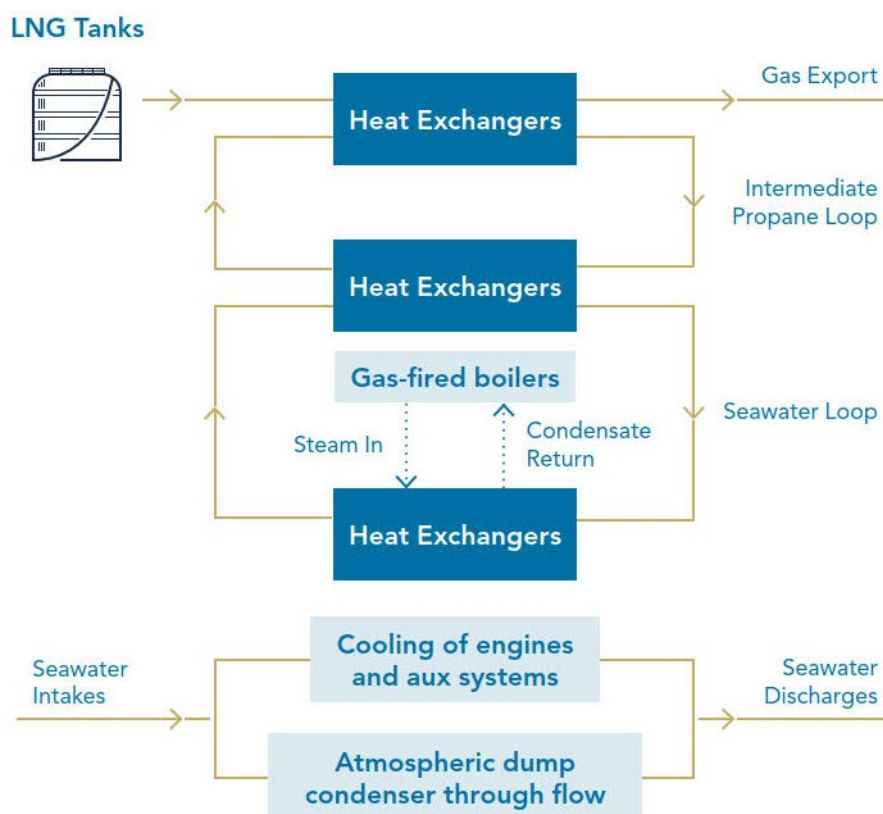 LNG Tanks
Heat Exchangers
Gas Export
Intermediate
Propane Loop
Heat Exchangers
Gas-fired boilers
Steam In
Condensate
Return
Seawater Loop
Heat Exchangers
Seawater
Intakes
Cooling of engines
and aux systems
Seawater
Discharges
Atmospheric dump
condenser through flow